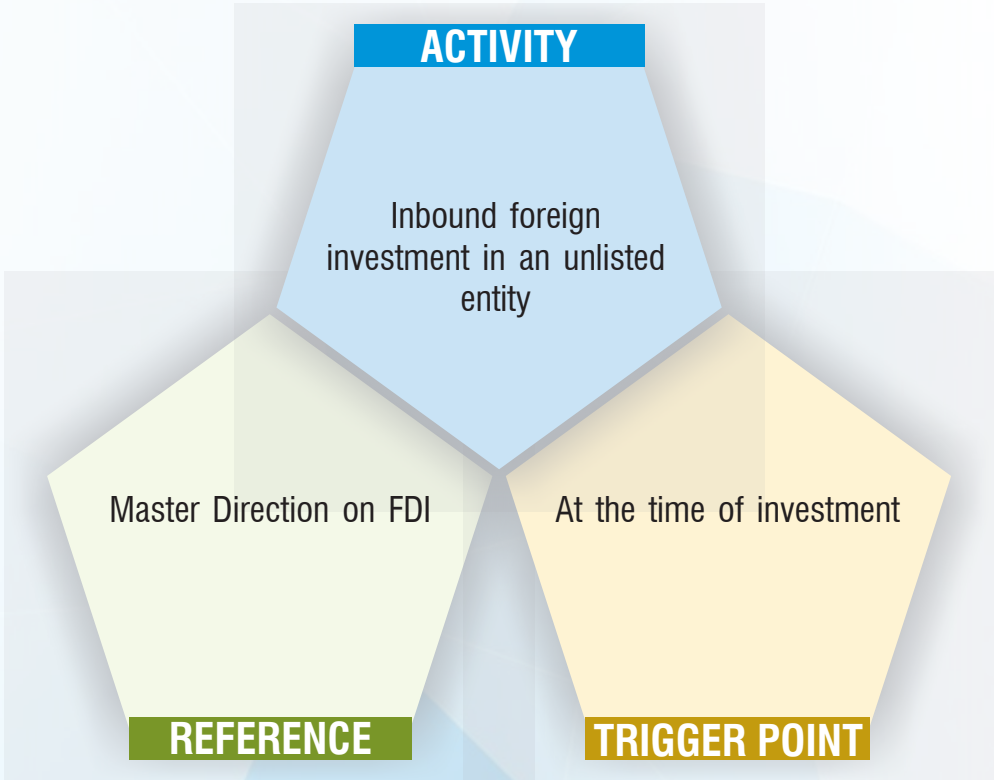 ACTIVITY
Inbound foreign
investment in an unlisted
entity
Master Direction on FDI
REFERENCE
At the time of investment
TRIGGER POINT